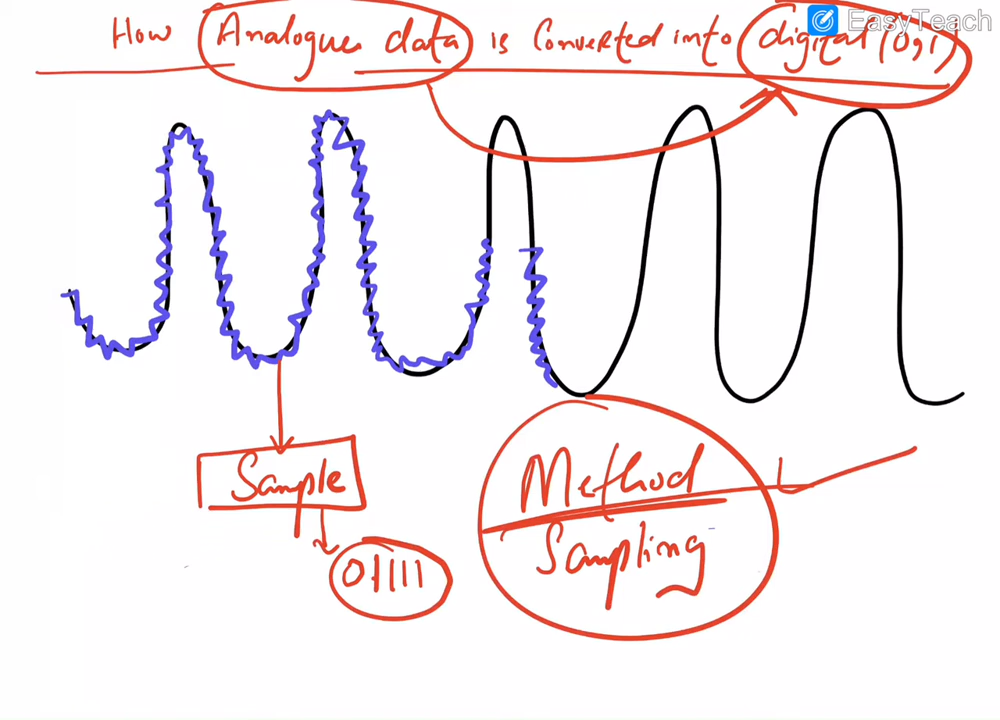 EasyTeach
How Analogue data is Converted into digital (0,1)
Sample
01111
Method
Sampling